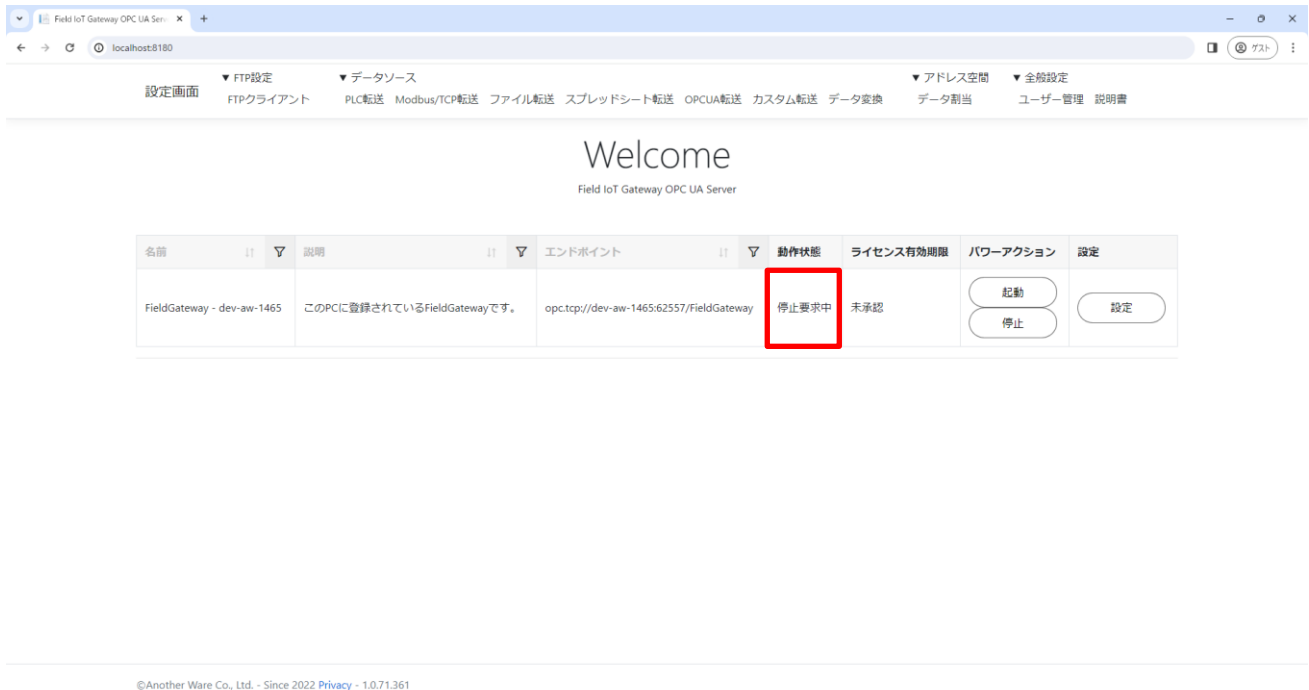 Field IoT Gateway OPC UA Serv
localhost:8180
ゲスト
設定画面
▼ FTP設定
FTPクライアント
▼ データソース
PLC転送 Modbus/TCP転送 ファイル転送 スプレッドシート転送 OPCUA転送 カスタム転送 データ変換
▼ アドレス空間
データ割当
▼ 全般設定
ユーザー管理 説明書
Welcome
Field IoT Gateway OPC UA Server
名前 説明 エンドポイント 動作状態 ライセンス有効期限 パワーアクション 設定
FieldGateway - dev-aw-1465 このPCに登録されているFieldGatewayです。 opc.tcp://dev-aw-1465:62557/FieldGateway 停止要求中 未承認
起動
停止
設定
©Another Ware Co., Ltd. - Since 2022 Privacy - 1.0.71.361